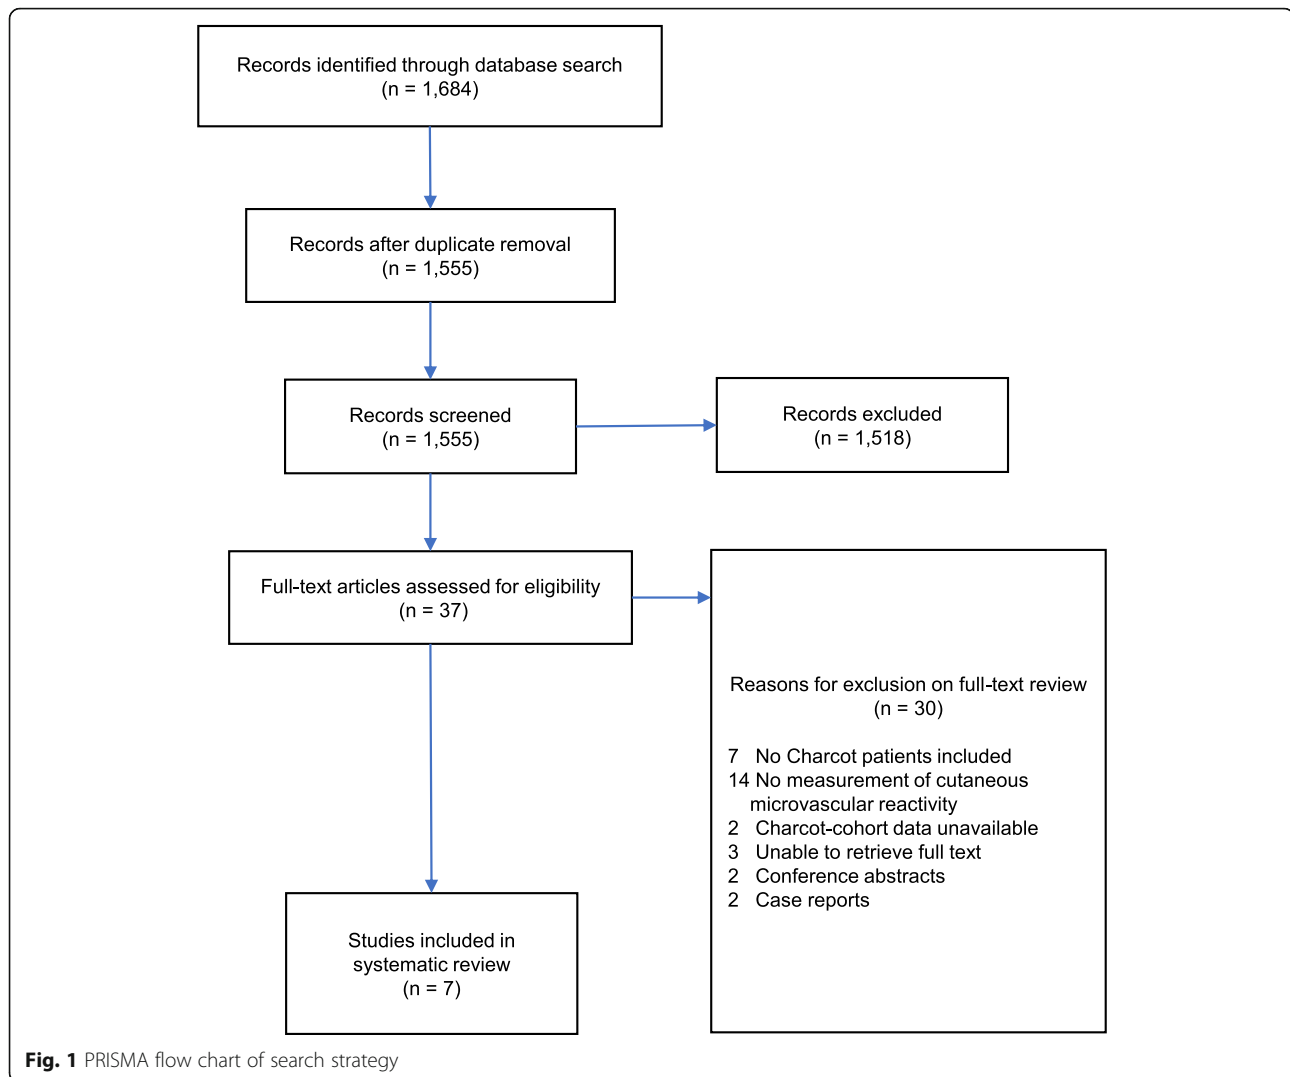 Records identified through database search
(n = 1,684)
Records after duplicate removal
(n = 1,555)
Records screened
(n = 1,555)
Records excluded
(n = 1,518)
Full-text articles assessed for eligibility
(n = 37)
Reasons for exclusion on full-text review
(n = 30)
7 No Charcot patients included
14 No measurement of cutaneous
microvascular reactivity
2 Charcot-cohort data unavailable
3 Unable to retrieve full text
2 Conference abstracts
2 Case reports
Studies included in
systematic review
(n = 7)
Fig. 1 PRISMA flow chart of search strategy